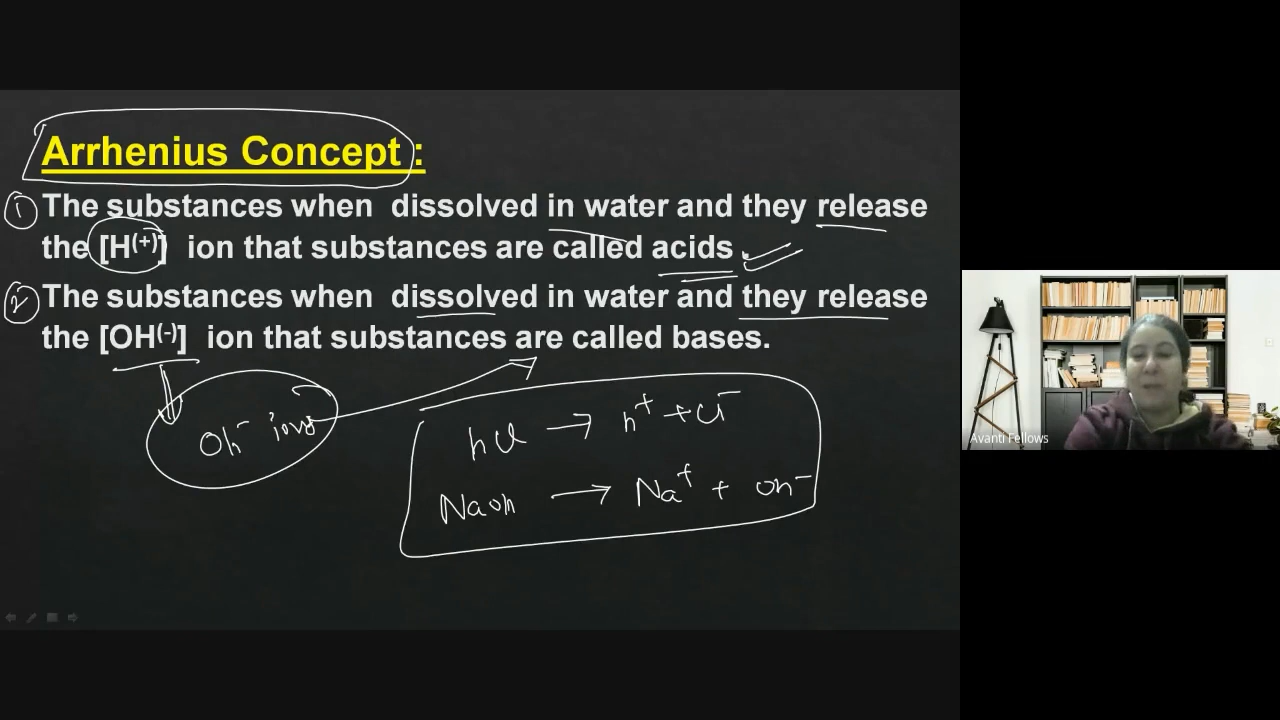 Arrhenius Concept :
① The substances when dissolved in water and they release
the [H(+)] ion that substances are called acids .
② The substances when dissolved in water and they release
the [OH(-)] ion that substances are called bases.
Oh⁻ ions
hCl → h⁺ + Cl⁻
Naoh → Na⁺ + oh⁻
Avanti Fellows